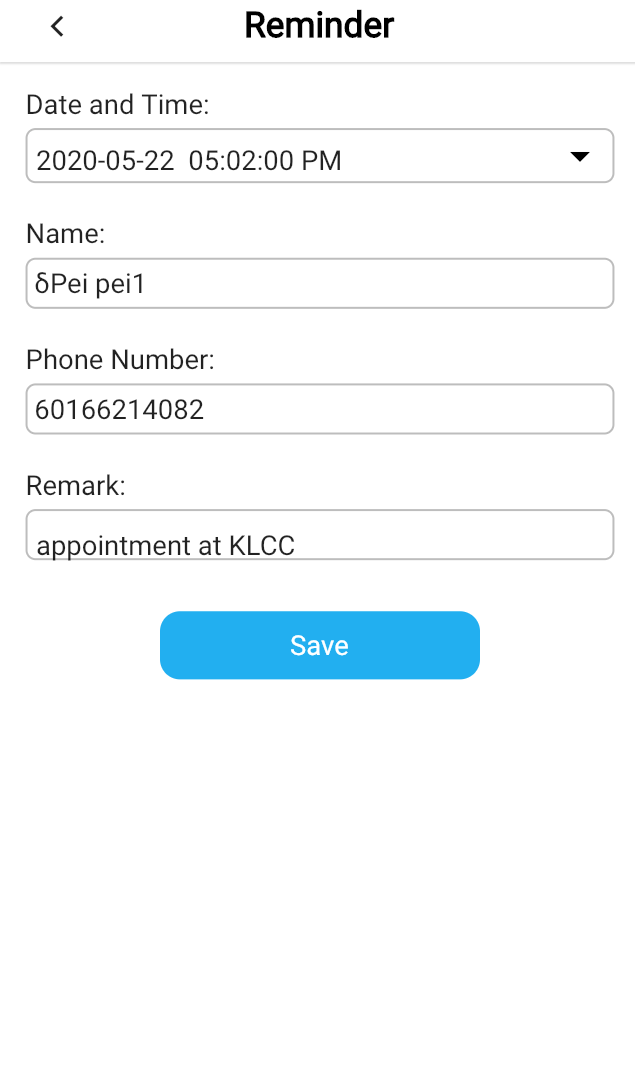 Reminder
Date and Time:
2020-05-22  05:02:00 PM
Name:
δPei pei1
Phone Number:
60166214082
Remark:
appointment at KLCC
Save